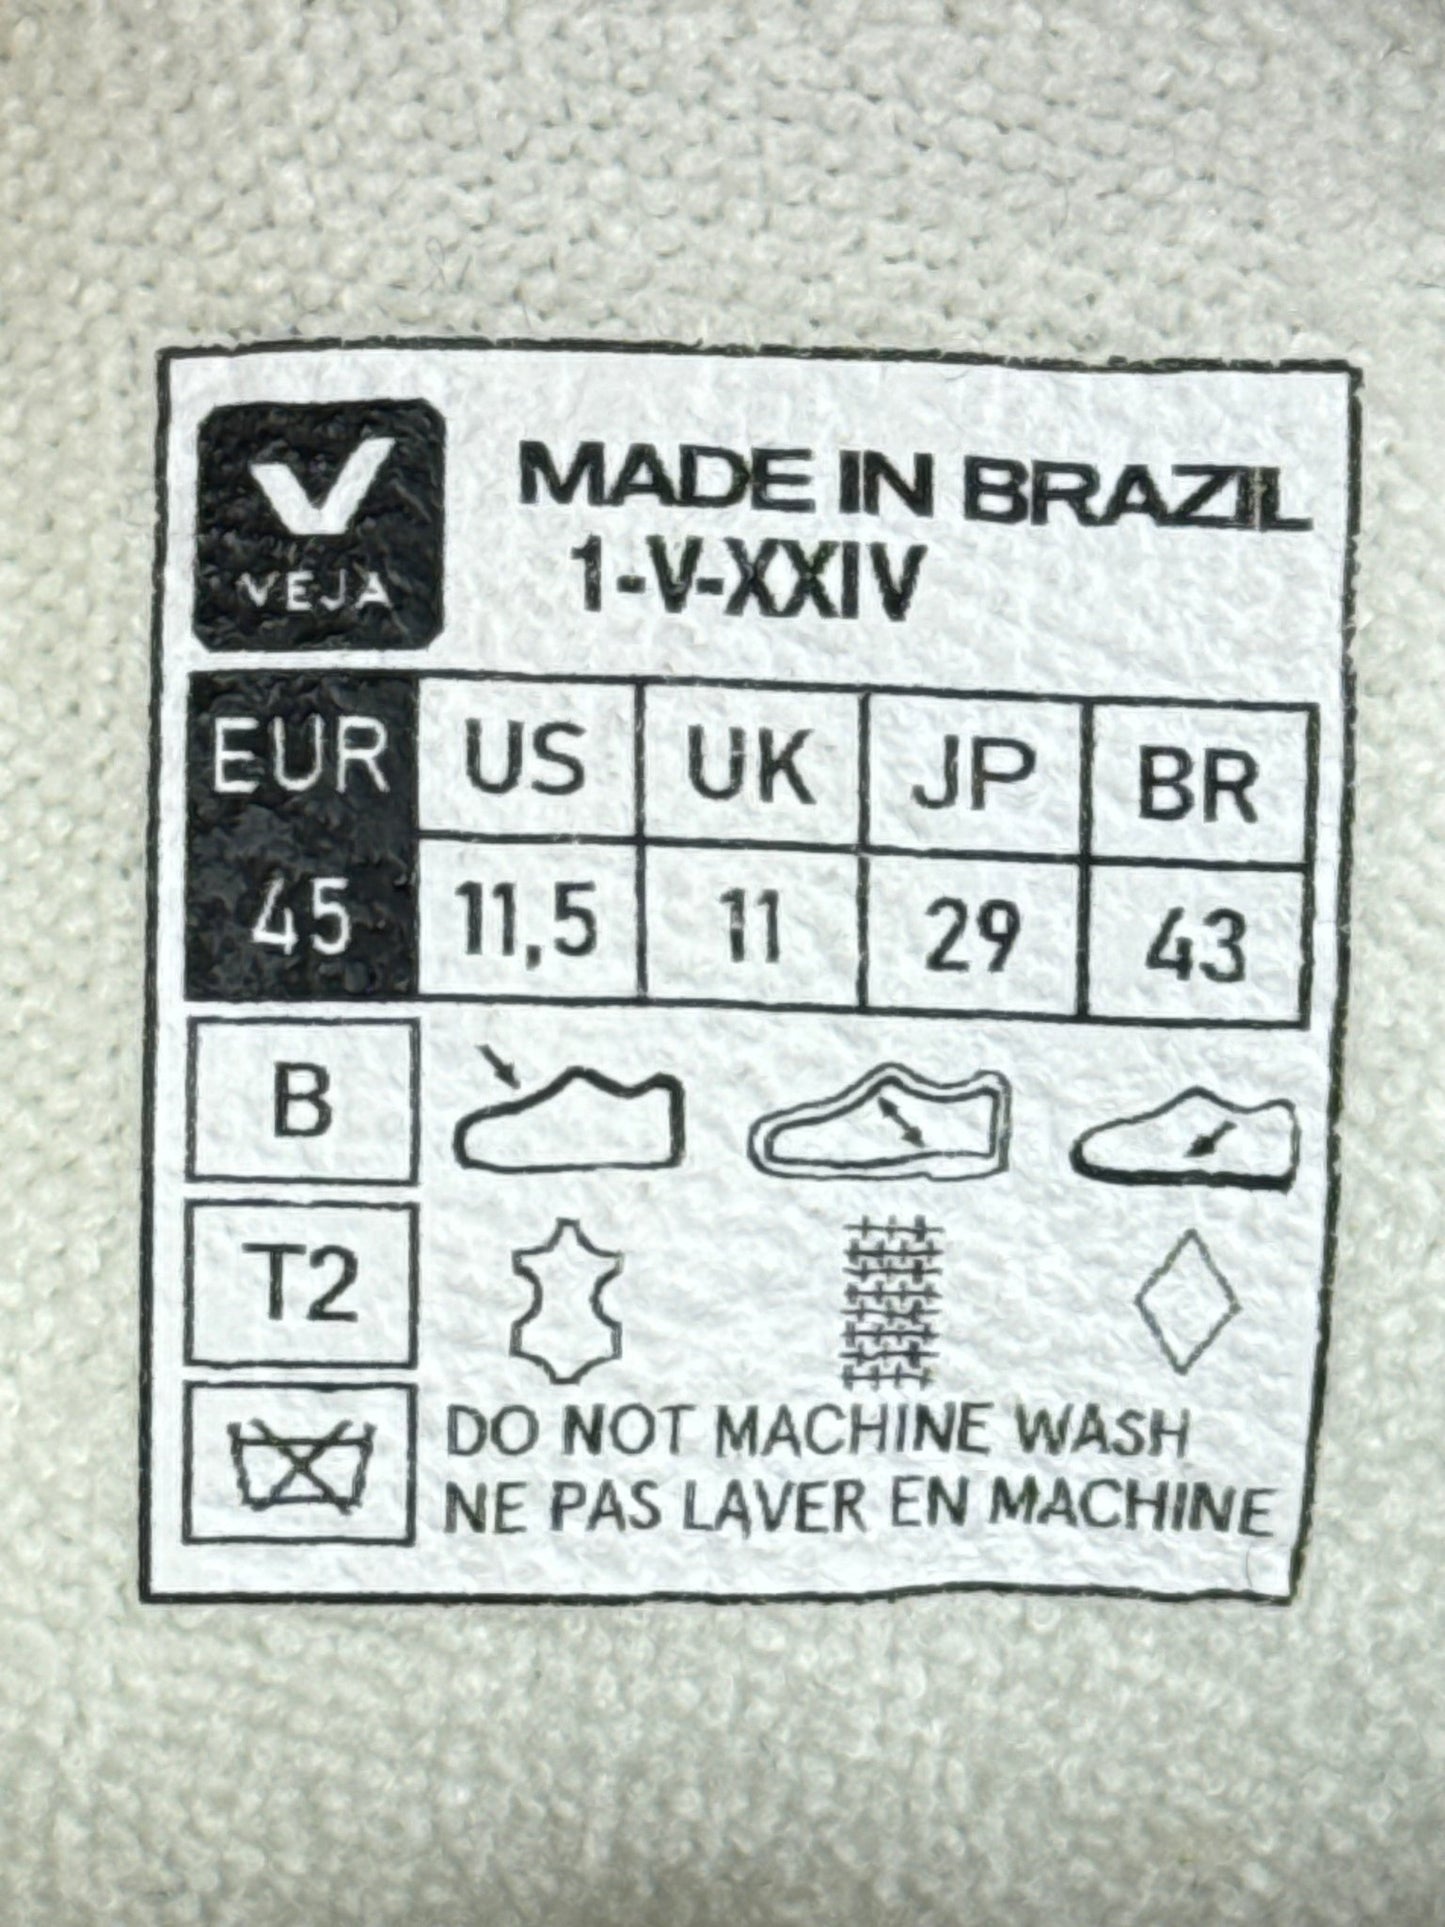 VEJA
MADE IN BRAZIL
1-V-XXIV
EUR US UK JP BR
45 11,5 11 29 43
B
T2
DO NOT MACHINE WASH
NE PAS LAVER EN MACHINE